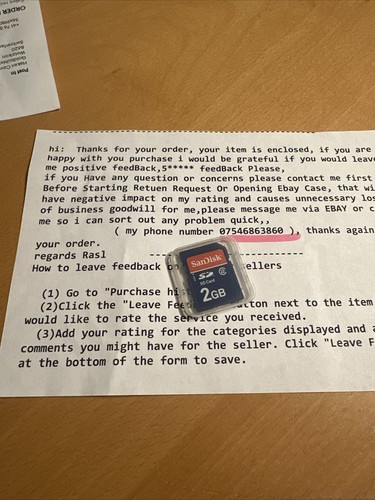 ORDER
Post to
hi: Thanks for your order, your item is enclosed, if you are
happy with you purchase i would be grateful if you would leave
me positive feedBack,5***** feedBack Please,
if you Have any question or concerns please contact me first
Before Starting Retuen Request Or Opening Ebay Case, that wi
have negative impact on my rating and causes unnecessary los
of business goodwill for me,please message me via EBAY or c
me so i can sort out any problem quick,,
( my phone number 07546863860 ), thanks again
your order.
regards Rasl
How to leave feedback o sellers
(1) Go to "Purchase hi
(2)Click the "Leave Fee utton next to the item
would like to rate the service you received.
(3)Add your rating for the categories displayed and a
comments you might have for the seller. Click "Leave F
at the bottom of the form to save.
SanDisk
SD
SD Card
2GB